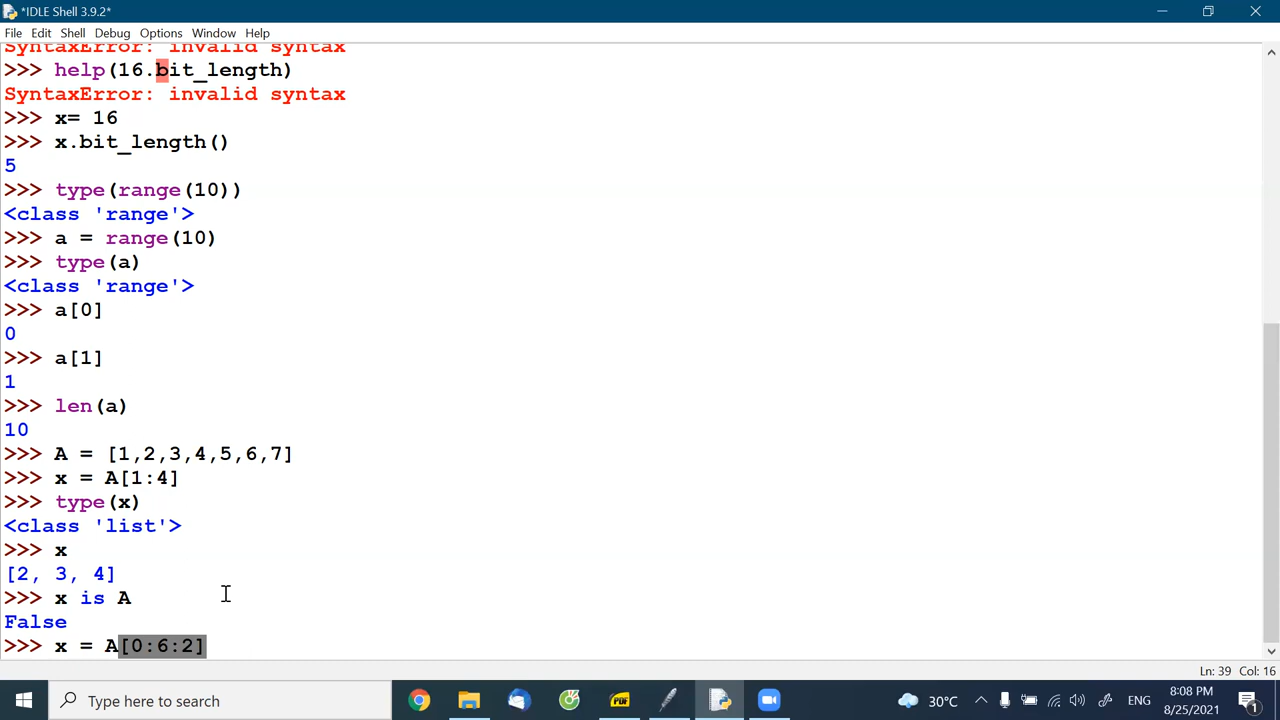 *IDLE Shell 3.9.2*
File Edit Shell Debug Options Window Help
SyntaxError: invalid syntax
>>> help(16.bit_length)
SyntaxError: invalid syntax
>>> x= 16
>>> x.bit_length()
5
>>> type(range(10))
<class 'range'>
>>> a = range(10)
>>> type(a)
<class 'range'>
>>> a[0]
0
>>> a[1]
1
>>> len(a)
10
>>> A = [1,2,3,4,5,6,7]
>>> x = A[1:4]
>>> type(x)
<class 'list'>
>>> x
[2, 3, 4]
>>> x is A
False
>>> x = A[0:6:2]
Ln: 39 Col: 16
Type here to search
PDF
30°C
ENG
8:08 PM
8/25/2021
1